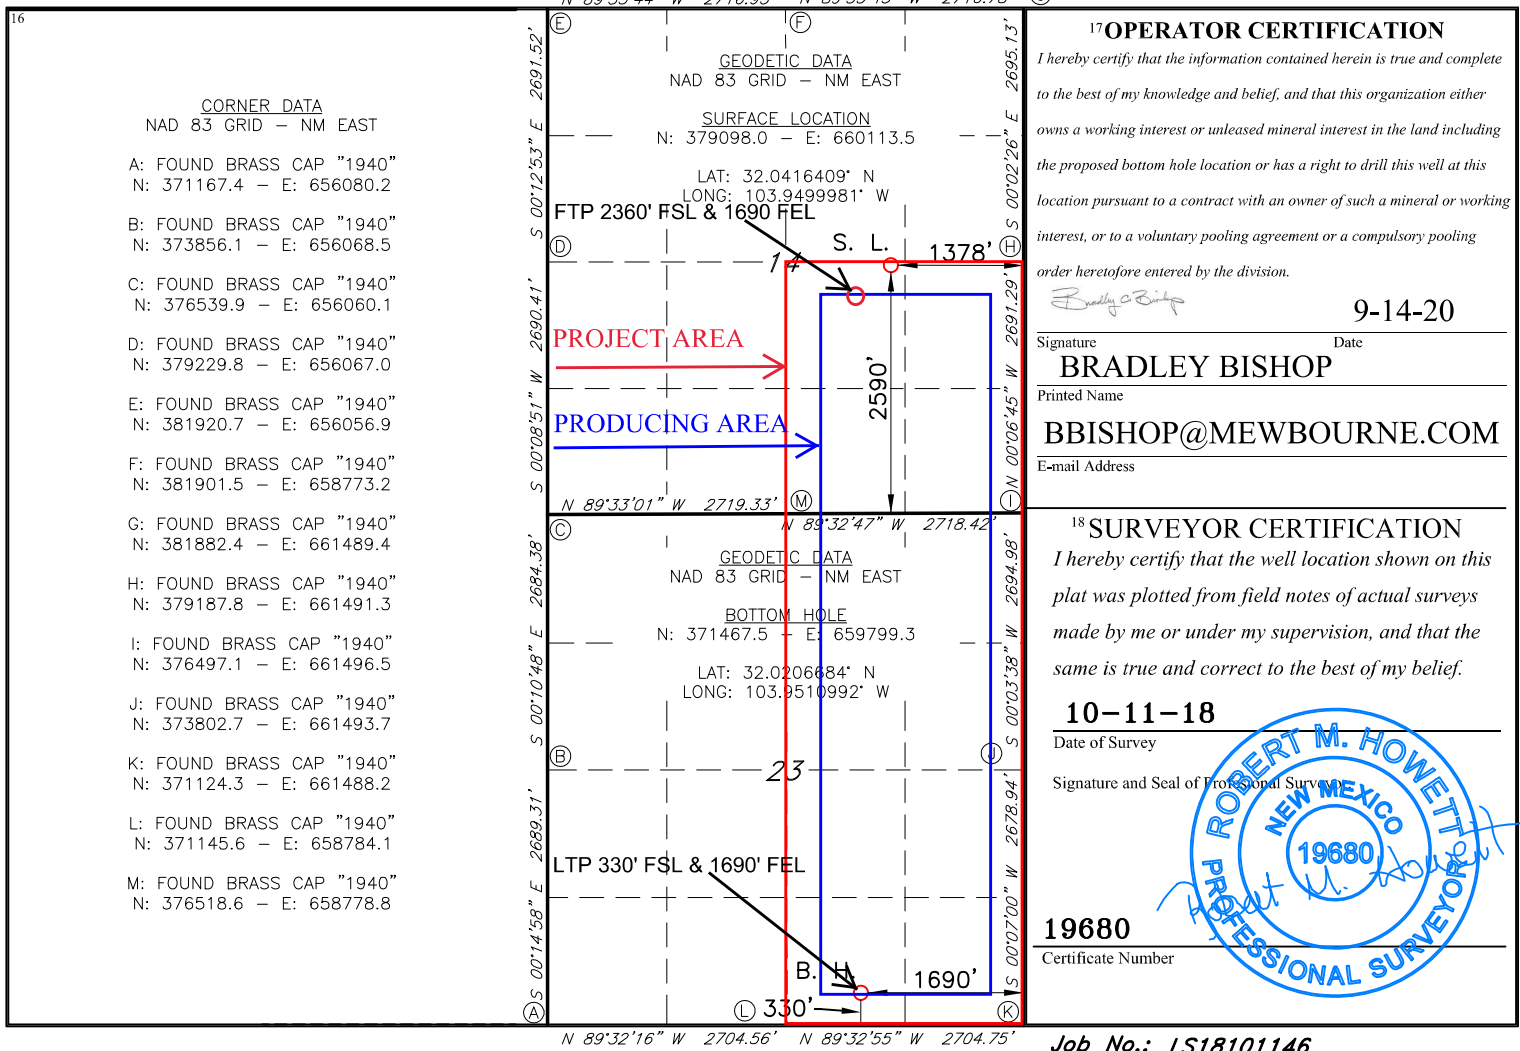 16
CORNER DATA
NAD 83 GRID – NM EAST
A: FOUND BRASS CAP "1940"
N: 371167.4 – E: 656080.2
B: FOUND BRASS CAP "1940"
N: 373856.1 – E: 656068.5
C: FOUND BRASS CAP "1940"
N: 376539.9 – E: 656060.1
D: FOUND BRASS CAP "1940"
N: 379229.8 – E: 656067.0
E: FOUND BRASS CAP "1940"
N: 381920.7 – E: 656056.9
F: FOUND BRASS CAP "1940"
N: 381901.5 – E: 658773.2
G: FOUND BRASS CAP "1940"
N: 381882.4 – E: 661489.4
H: FOUND BRASS CAP "1940"
N: 379187.8 – E: 661491.3
I: FOUND BRASS CAP "1940"
N: 376497.1 – E: 661496.5
J: FOUND BRASS CAP "1940"
N: 373802.7 – E: 661493.7
K: FOUND BRASS CAP "1940"
N: 371124.3 – E: 661488.2
L: FOUND BRASS CAP "1940"
N: 371145.6 – E: 658784.1
M: FOUND BRASS CAP "1940"
N: 376518.6 – E: 658778.8
E
F
S 00°12'53" E 2691.52'
S 00°02'26" E 2695.13'
GEODETIC DATA
NAD 83 GRID – NM EAST
SURFACE LOCATION
N: 379098.0 – E: 660113.5
LAT: 32.0416409° N
LONG: 103.9499981° W
FTP 2360' FSL & 1690 FEL
D
S. L.
1378'
H
14
S 00°08'51" W 2690.41'
N 00°06'45" W 2691.29'
PROJECT AREA
2590'
PRODUCING AREA
N 89°33'01" W 2719.33'
M
I
N 89°32'47" W 2718.42'
C
S 00°10'48" E 2684.38'
S 00°03'38" W 2694.98'
GEODETIC DATA
NAD 83 GRID – NM EAST
BOTTOM HOLE
N: 371467.5 – E: 659799.3
LAT: 32.0206684° N
LONG: 103.9510992° W
B
J
23
S 00°14'58" E 2689.31'
S 00°07'00" W 2678.94'
LTP 330' FSL & 1690' FEL
B. H.
1690'
A
L
330'
K
N 89°32'16" W 2704.56'
N 89°32'55" W 2704.75'
17 OPERATOR CERTIFICATION
I hereby certify that the information contained herein is true and complete
to the best of my knowledge and belief, and that this organization either
owns a working interest or unleased mineral interest in the land including
the proposed bottom hole location or has a right to drill this well at this
location pursuant to a contract with an owner of such a mineral or working
interest, or to a voluntary pooling agreement or a compulsory pooling
order heretofore entered by the division.
Bradley C Bishop
9-14-20
Signature Date
BRADLEY BISHOP
Printed Name
BBISHOP@MEWBOURNE.COM
E-mail Address
18 SURVEYOR CERTIFICATION
I hereby certify that the well location shown on this
plat was plotted from field notes of actual surveys
made by me or under my supervision, and that the
same is true and correct to the best of my belief.
10-11-18
Date of Survey
Signature and Seal of Professional Surveyor
ROBERT M. HOWETT
NEW MEXICO
19680
PROFESSIONAL SURVEYOR
Robert M. Howett
19680
Certificate Number
Job No.: LS18101146